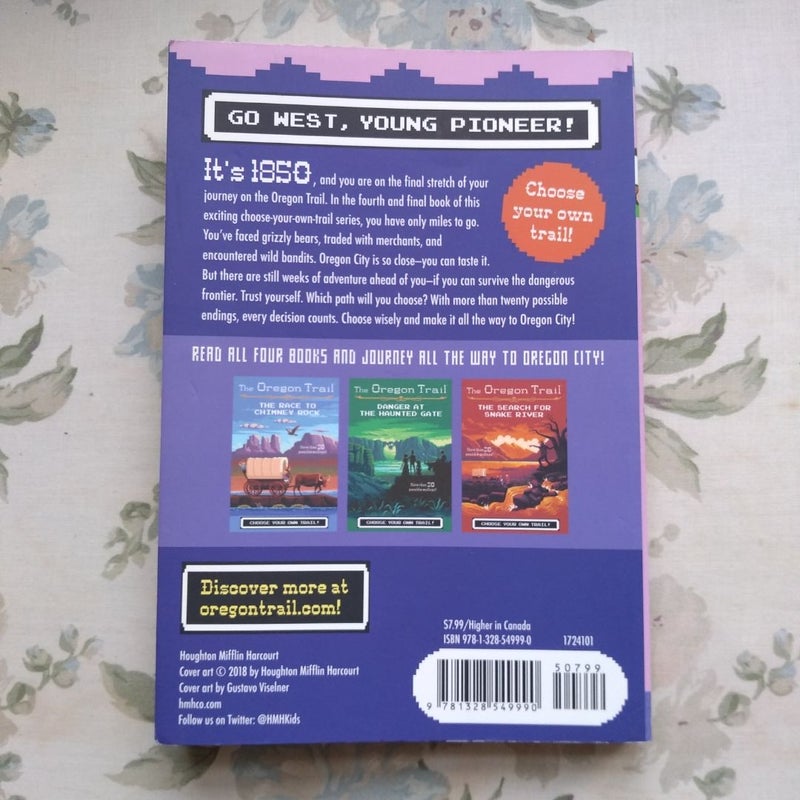 GO WEST, YOUNG PIONEER!
It's 1850, and you are on the final stretch of your
journey on the Oregon Trail. In the fourth and final book of this
exciting choose-your-own-trail series, you have only miles to go.
You've faced grizzly bears, traded with merchants, and
encountered wild bandits. Oregon City is so close—you can taste it.
But there are still weeks of adventure ahead of you—if you can survive the dangerous
frontier. Trust yourself. Which path will you choose? With more than twenty possible
endings, every decision counts. Choose wisely and make it all the way to Oregon City!
Choose
your own
trail!
READ ALL FOUR BOOKS AND JOURNEY ALL THE WAY TO OREGON CITY!
The Oregon Trail
THE RACE TO
CHIMNEY ROCK
CHOOSE YOUR OWN TRAIL!
The Oregon Trail
DANGER AT
THE HAUNTED GATE
CHOOSE YOUR OWN TRAIL!
The Oregon Trail
THE SEARCH FOR
SNAKE RIVER
CHOOSE YOUR OWN TRAIL!
Discover more at
oregontrail.com!
Houghton Mifflin Harcourt
Cover art © 2018 by Houghton Mifflin Harcourt
Cover art by Gustavo Viselner
hmhco.com
Follow us on Twitter: @HMHKids
$7.99/Higher in Canada
ISBN 978-1-328-54999-0 1724101
50799
9 781328 549990